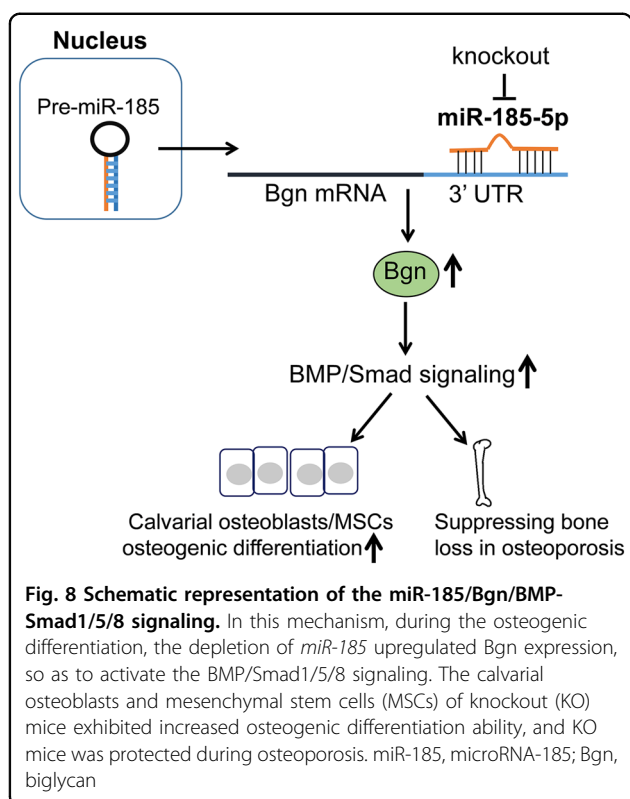 Nucleus
Pre-miR-185
knockout
miR-185-5p
Bgn mRNA
3' UTR
Bgn
BMP/Smad signaling
Calvarial osteoblasts/MSCs
osteogenic differentiation
Suppressing bone
loss in osteoporosis
Fig. 8 Schematic representation of the miR-185/Bgn/BMP-
Smad1/5/8 signaling. In this mechanism, during the osteogenic
differentiation, the depletion of miR-185 upregulated Bgn expression,
so as to activate the BMP/Smad1/5/8 signaling. The calvarial
osteoblasts and mesenchymal stem cells (MSCs) of knockout (KO)
mice exhibited increased osteogenic differentiation ability, and KO
mice was protected during osteoporosis. miR-185, microRNA-185; Bgn,
biglycan